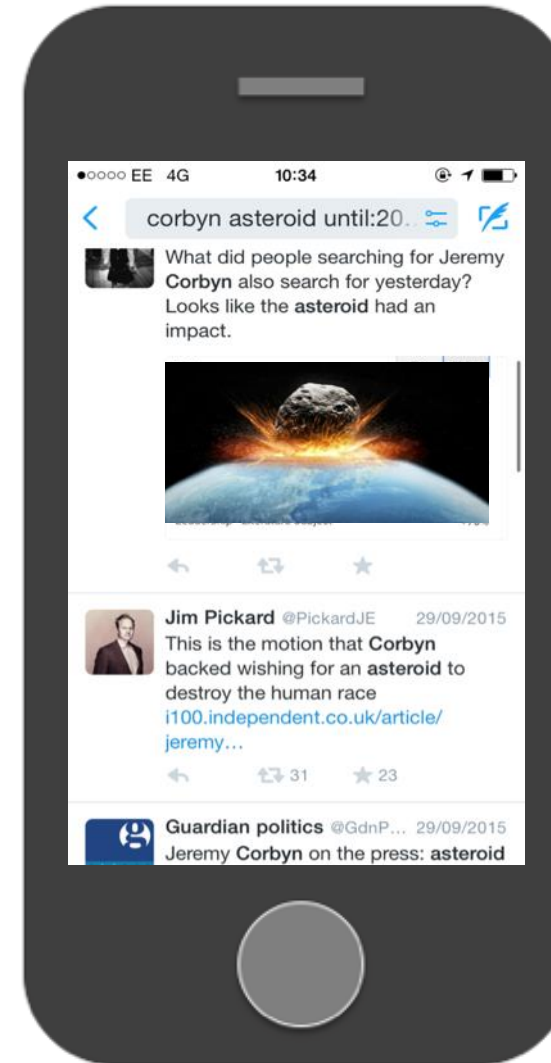 EE 4G 10:34
corbyn asteroid until:20..
What did people searching for Jeremy
Corbyn also search for yesterday?
Looks like the asteroid had an
impact.
Jim Pickard @PickardJE 29/09/2015
This is the motion that Corbyn
backed wishing for an asteroid to
destroy the human race
i100.independent.co.uk/article/
jeremy…
31 23
Guardian politics @GdnP... 29/09/2015
Jeremy Corbyn on the press: asteroid